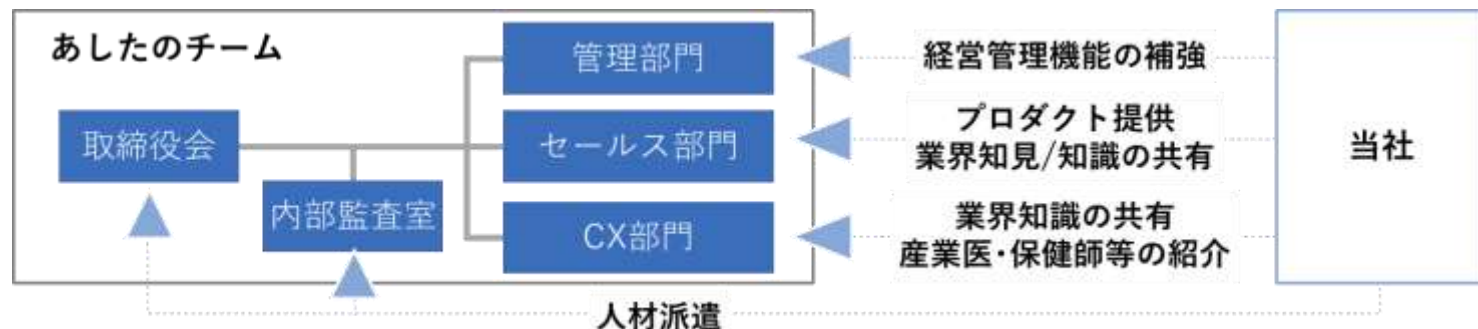 あしたのチーム
取締役会
内部監査室
管理部門
セールス部門
CX部門
経営管理機能の補強
プロダクト提供
業界知見/知識の共有
業界知識の共有
産業医・保健師等の紹介
当社
人材派遣